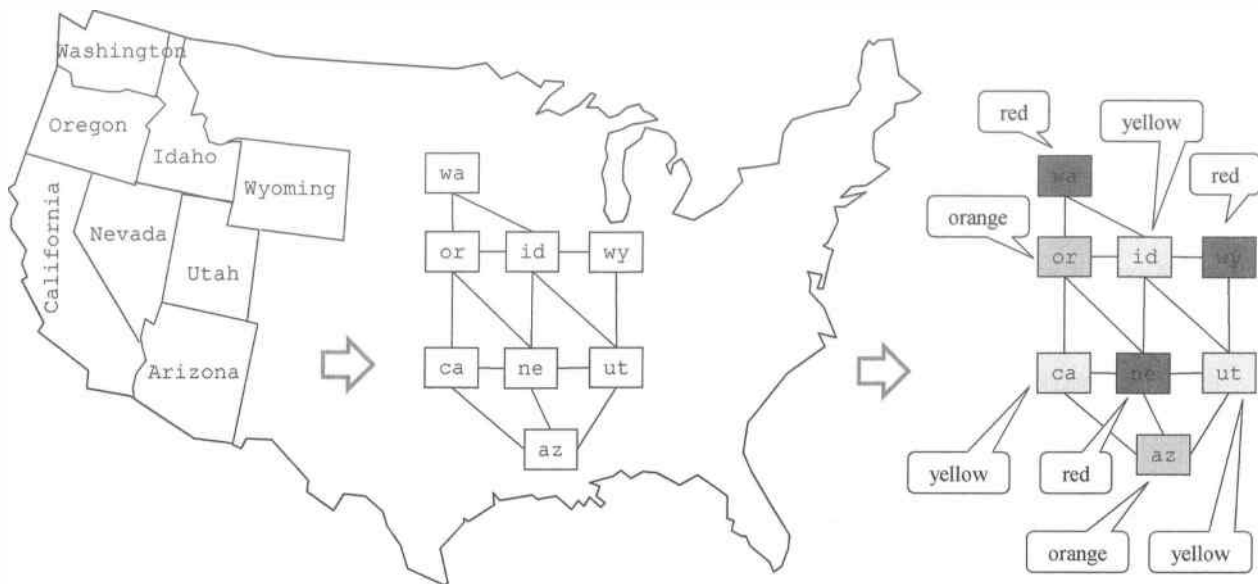 Washington
Oregon
Idaho
Wyoming
California
Nevada
Utah
Arizona
wa
or id wy
ca ne ut
az
red
yellow
red
orange
wa
or id wy
ca ne ut
az
yellow
red
orange
yellow